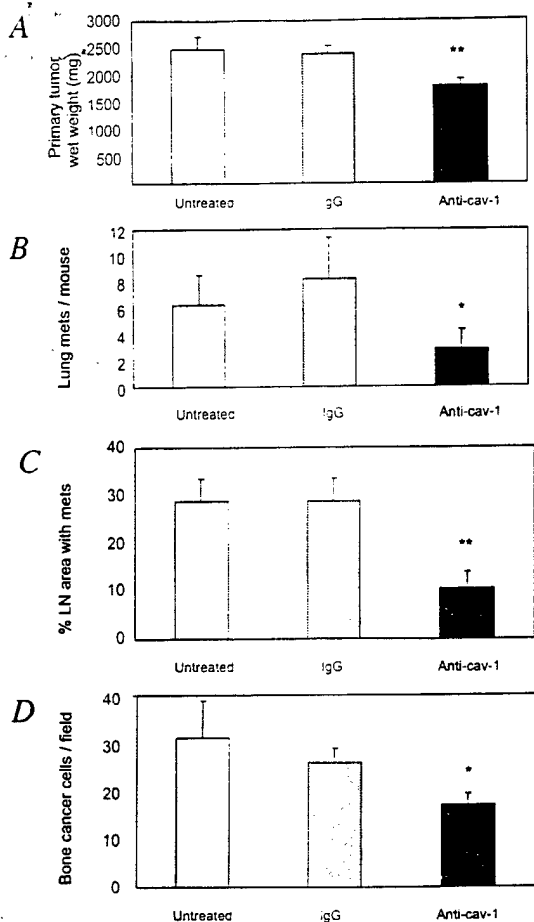 A
Primary tumor
wet weight (mg)
3000
2500
2000
1500
1000
500
**
Untreated IgG Anti-cav-1
B
Lung mets / mouse
12
10
8
6
4
2
0
*
Untreated IgG Anti-cav-1
C
% LN area with mets
40
30
20
10
0
**
Untreated IgG Anti-cav-1
D
Bone cancer cells / field
40
30
20
10
0
*
Untreated IgG Anti-cav-1